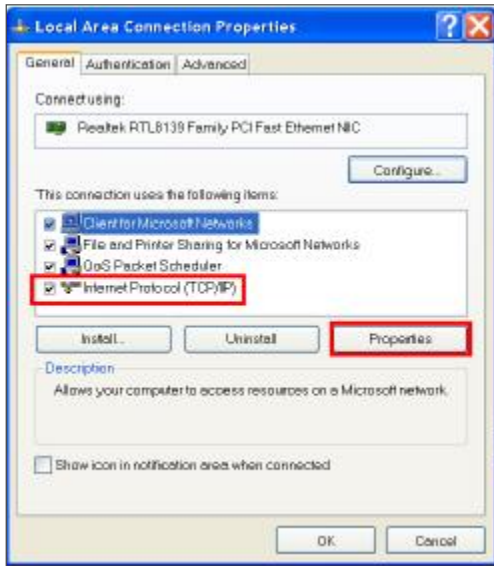 Local Area Connection Properties
General Authentication Advanced
Connect using:
Realtek RTL8139 Family PCI Fast Ethernet NIC
Configure...
This connection uses the following items:
Client for Microsoft Networks
File and Printer Sharing for Microsoft Networks
QoS Packet Scheduler
Internet Protocol (TCP/IP)
Install... Uninstall Properties
Description
Allows your computer to access resources on a Microsoft network.
Show icon in notification area when connected
OK Cancel